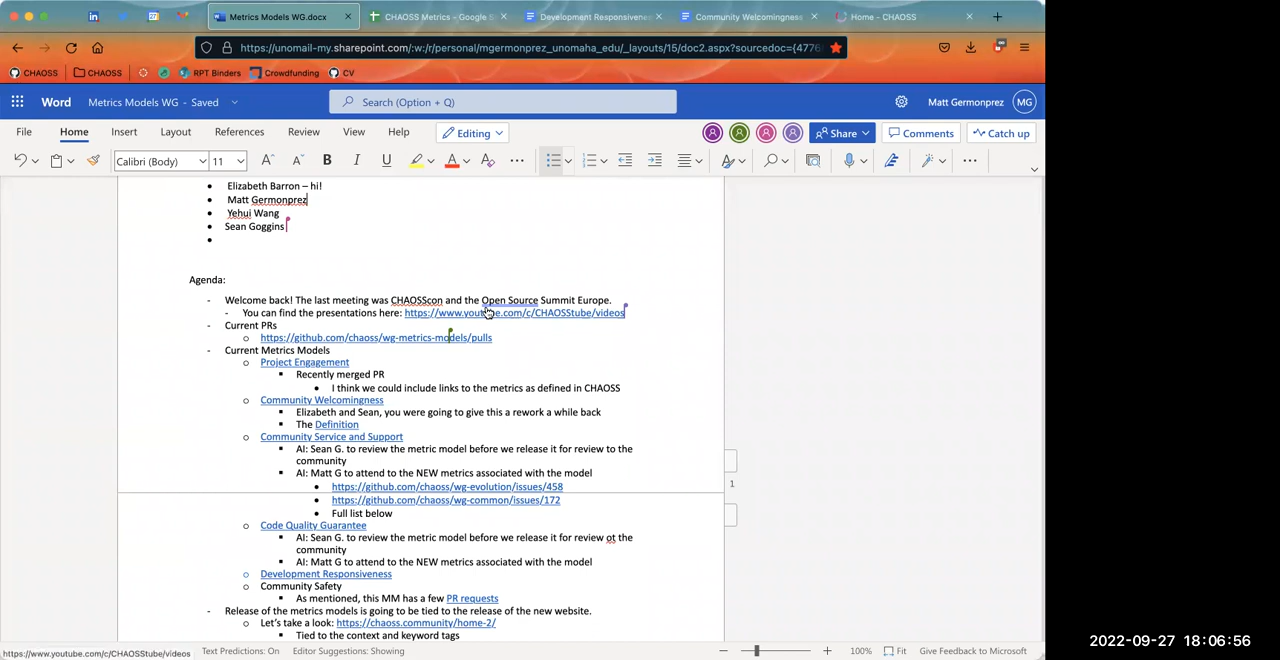 Metrics Models WG.docx
CHAOSS Metrics - Google S
Development Responsivenes
Community Welcomingness
Home - CHAOSS
https://unomail-my.sharepoint.com/:w:/r/personal/mgermonprez_unomaha_edu/_layouts/15/doc2.aspx?sourcedoc={4776
CHAOSS CHAOSS RPT Binders Crowdfunding CV
Word Metrics Models WG - Saved Search (Option + Q) Matt Germonprez MG
File Home Insert Layout References Review View Help Editing Share Comments Catch up
Calibri (Body) 11 A A B I U A A
• Elizabeth Barron – hi!
• Matt Germonprez
• Yehui Wang
• Sean Goggins
•
Agenda:
- Welcome back! The last meeting was CHAOSScon and the Open Source Summit Europe.
- You can find the presentations here: https://www.youtube.com/c/CHAOSStube/videos
- Current PRs
o https://github.com/chaoss/wg-metrics-models/pulls
- Current Metrics Models
o Project Engagement
▪ Recently merged PR
• I think we could include links to the metrics as defined in CHAOSS
o Community Welcomingness
▪ Elizabeth and Sean, you were going to give this a rework a while back
▪ The Definition
o Community Service and Support
▪ AI: Sean G. to review the metric model before we release it for review to the
community
▪ AI: Matt G to attend to the NEW metrics associated with the model
• https://github.com/chaoss/wg-evolution/issues/458
1
• https://github.com/chaoss/wg-common/issues/172
• Full list below
o Code Quality Guarantee
▪ AI: Sean G. to review the metric model before we release it for review ot the
community
▪ AI: Matt G to attend to the NEW metrics associated with the model
o Development Responsiveness
o Community Safety
▪ As mentioned, this MM has a few PR requests
- Release of the metrics models is going to be tied to the release of the new website.
o Let's take a look: https://chaoss.community/home-2/
▪ Tied to the context and keyword tags
https://www.youtube.com/c/CHAOSStube/videos Text Predictions: On Editor Suggestions: Showing 100% Fit Give Feedback to Microsoft
2022-09-27 18:06:56